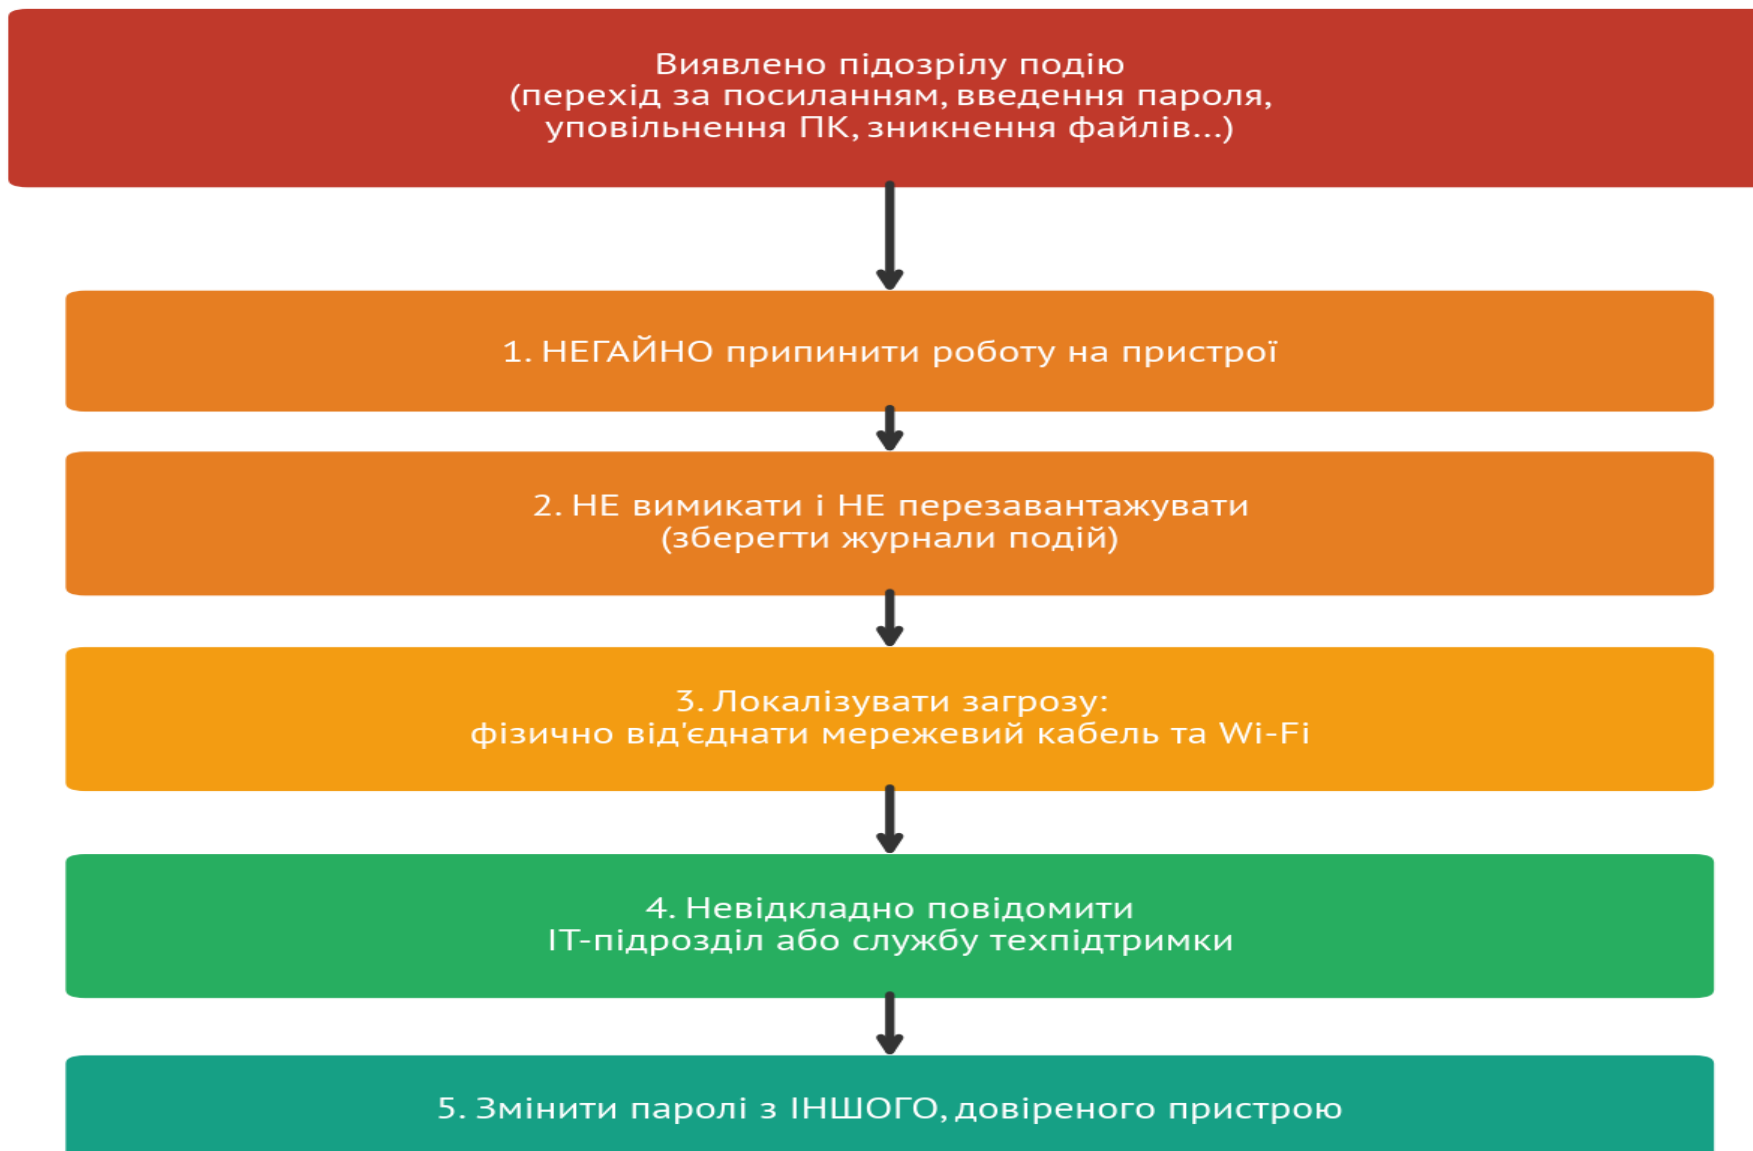 Виявлено підозрілу подію
(перехід за посиланням, введення пароля,
уповільнення ПК, зникнення файлів...)
1. НЕГАЙНО припинити роботу на пристрої
2. НЕ вимикати і НЕ перезавантажувати
(зберегти журнали подій)
3. Локалізувати загрозу:
фізично від'єднати мережевий кабель та Wi-Fi
4. Невідкладно повідомити
ІТ-підрозділ або службу техпідтримки
5. Змінити паролі з ІНШОГО, довіреного пристрою